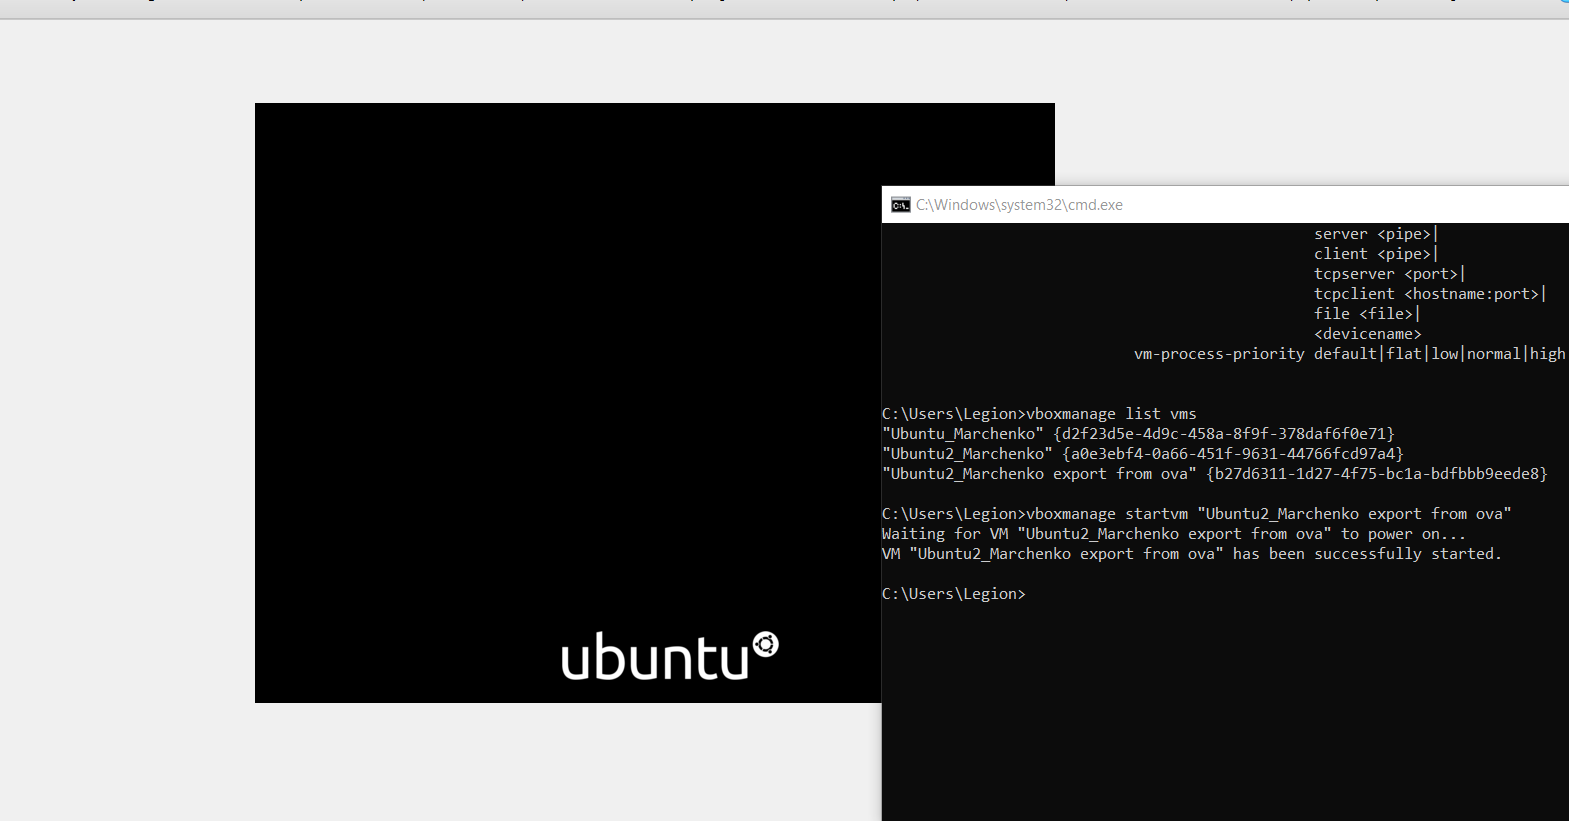 ubuntu
C:\Windows\system32\cmd.exe
server <pipe>|
client <pipe>|
tcpserver <port>|
tcpclient <hostname:port>|
file <file>|
<devicename>
vm-process-priority default|flat|low|normal|high
C:\Users\Legion>vboxmanage list vms
"Ubuntu_Marchenko" {d2f23d5e-4d9c-458a-8f9f-378daf6f0e71}
"Ubuntu2_Marchenko" {a0e3ebf4-0a66-451f-9631-44766fcd97a4}
"Ubuntu2_Marchenko export from ova" {b27d6311-1d27-4f75-bc1a-bdfbbb9eede8}
C:\Users\Legion>vboxmanage startvm "Ubuntu2_Marchenko export from ova"
Waiting for VM "Ubuntu2_Marchenko export from ova" to power on...
VM "Ubuntu2_Marchenko export from ova" has been successfully started.
C:\Users\Legion>